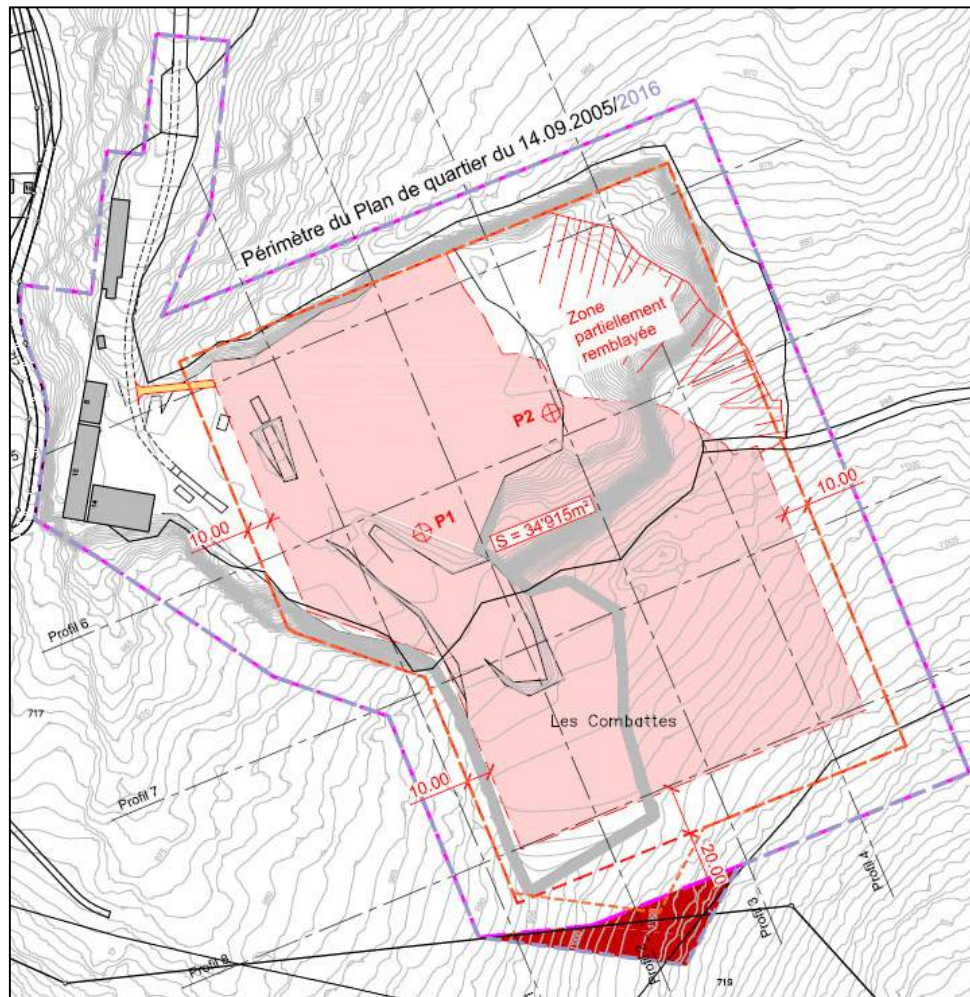 Périmètre du Plan de quartier du 14.09.2005/2016
Zone
partiellement
remblayée
P2
P1
S = 34'915m²
10.00
10.00
10.00
20.00
Les Combattes
Profil 6
Profil 7
Profil 8
Profil 3
Profil 4
717
719